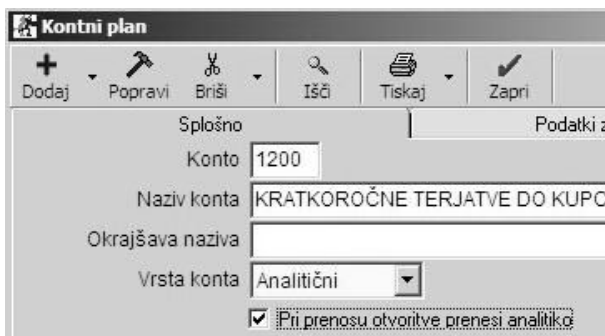 Kontni plan
Dodaj Popravi Briši Išči Tiskaj Zapri
Splošno Podatki z
Konto 1200
Naziv konta KRATKOROČNE TERJATVE DO KUPO
Okrajšava naziva
Vrsta konta Analitični
Pri prenosu otvoritve prenesi analitiko